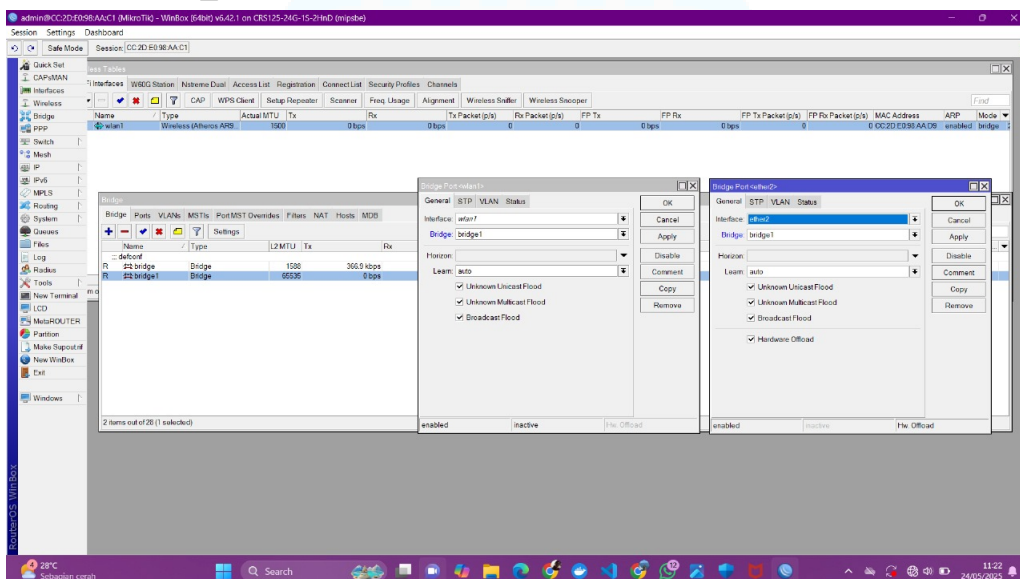 admin@CC:2D:E0:98:AA:C1 (MikroTik) - WinBox (64bit) v6.42.1 on CRS125-24G-1S-2HnD (mipsbe)
Session Settings Dashboard
Safe Mode Session: CC:2D:E0:98:AA:C1
Quick Set
CAPsMAN
Interfaces
Wireless
Bridge
PPP
Switch
Mesh
IP
IPv6
MPLS
Routing
System
Queues
Files
Log
Radius
Tools
New Terminal
LCD
MetaROUTER
Partition
Make Supout.rif
New WinBox
Exit
Windows
RouterOS WinBox
Tables
Interfaces W60G Station Nstreme Dual Access List Registration Connect List Security Profiles Channels
CAP WPS Client Setup Repeater Scanner Freq. Usage Alignment Wireless Sniffer Wireless Snooper Find
Name Type Actual MTU Tx Rx Tx Packet (p/s) Rx Packet (p/s) FP Tx FP Rx FP Tx Packet (p/s) FP Rx Packet (p/s) MAC Address ARP Mode
wlan1 Wireless (Atheros AR9... 1500 0 bps 0 bps 0 0 0 bps 0 bps 0 0 CC:2D:E0:98:AA:D9 enabled bridge
Bridge
Bridge Ports VLANs MSTIs Port MST Overrides Filters NAT Hosts MDB
Settings
Name Type L2 MTU Tx Rx
::: defconf
R bridge Bridge 1588 366.9 kbps
R bridge1 Bridge 65535 0 bps
2 items out of 28 (1 selected)
Bridge Port <wlan1>
General STP VLAN Status
Interface: wlan1
Bridge: bridge1
Horizon:
Learn: auto
Unknown Unicast Flood
Unknown Multicast Flood
Broadcast Flood
OK
Cancel
Apply
Disable
Comment
Copy
Remove
enabled inactive Hw. Offload
Bridge Port <ether2>
General STP VLAN Status
Interface: ether2
Bridge: bridge1
Horizon:
Learn: auto
Unknown Unicast Flood
Unknown Multicast Flood
Broadcast Flood
Hardware Offload
OK
Cancel
Apply
Disable
Comment
Copy
Remove
enabled inactive Hw. Offload
28°C
Sebagian cerah
Search
11:22
24/05/2025